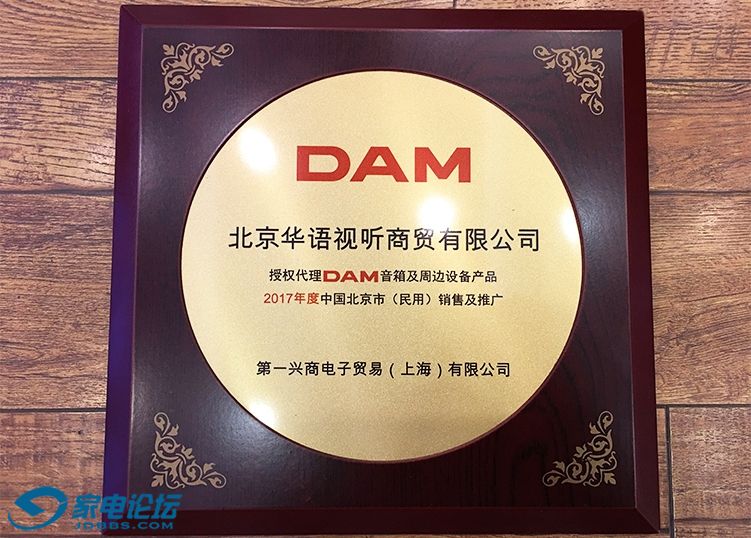 DAM
北京华语视听商贸有限公司
授权代理DAM音箱及周边设备产品
2017年度中国北京市（民用）销售及推广
第一兴商电子贸易（上海）有限公司
家电论坛
JDBBS.COM